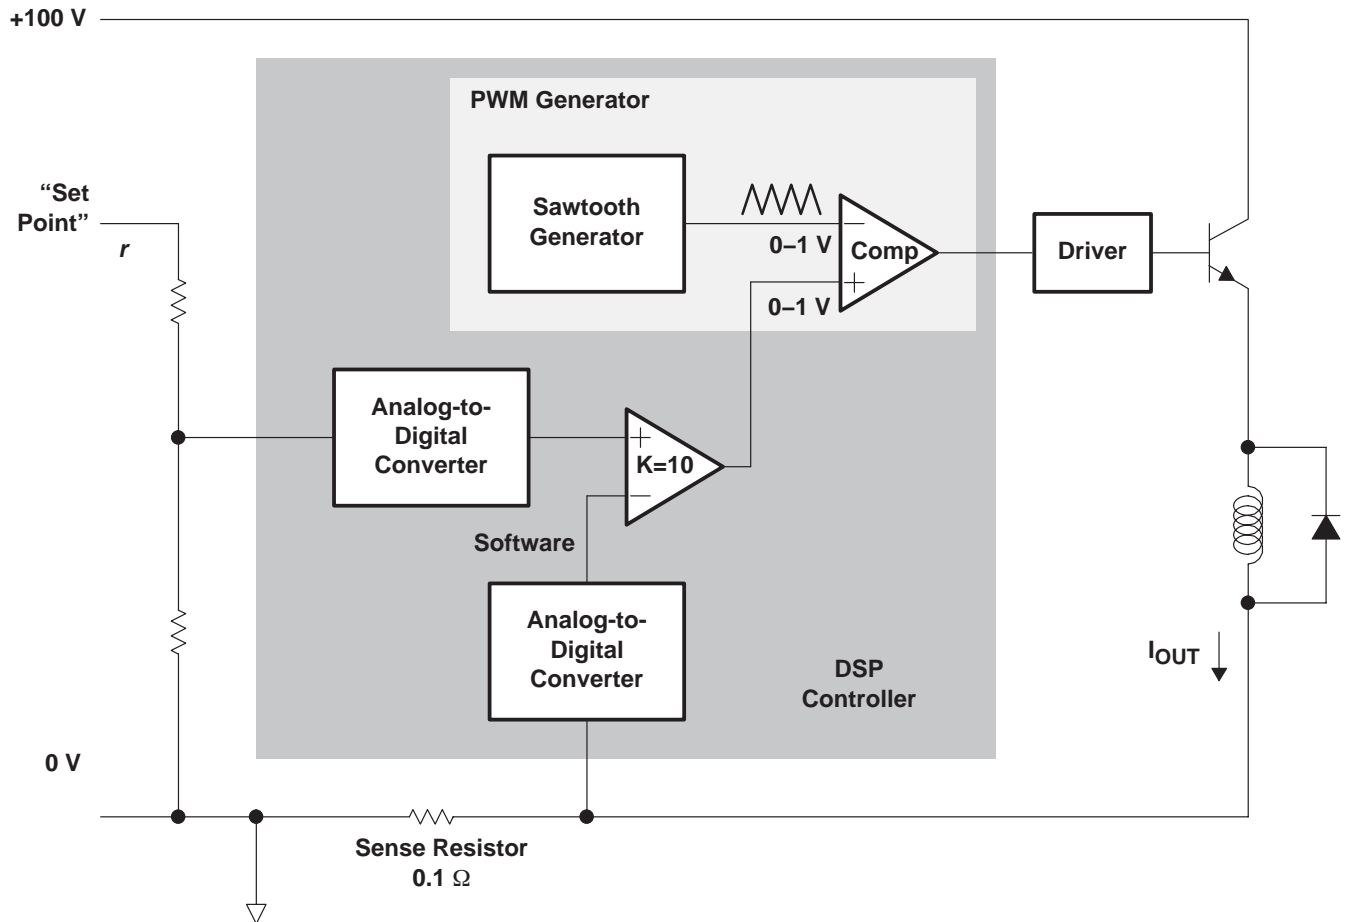 +100 V
PWM Generator
Sawtooth
Generator
0–1 V
Comp
0–1 V
Driver
“Set
Point”
r
Analog-to-
Digital
Converter
K=10
Software
Analog-to-
Digital
Converter
DSP
Controller
IOUT
0 V
Sense Resistor
0.1 Ω